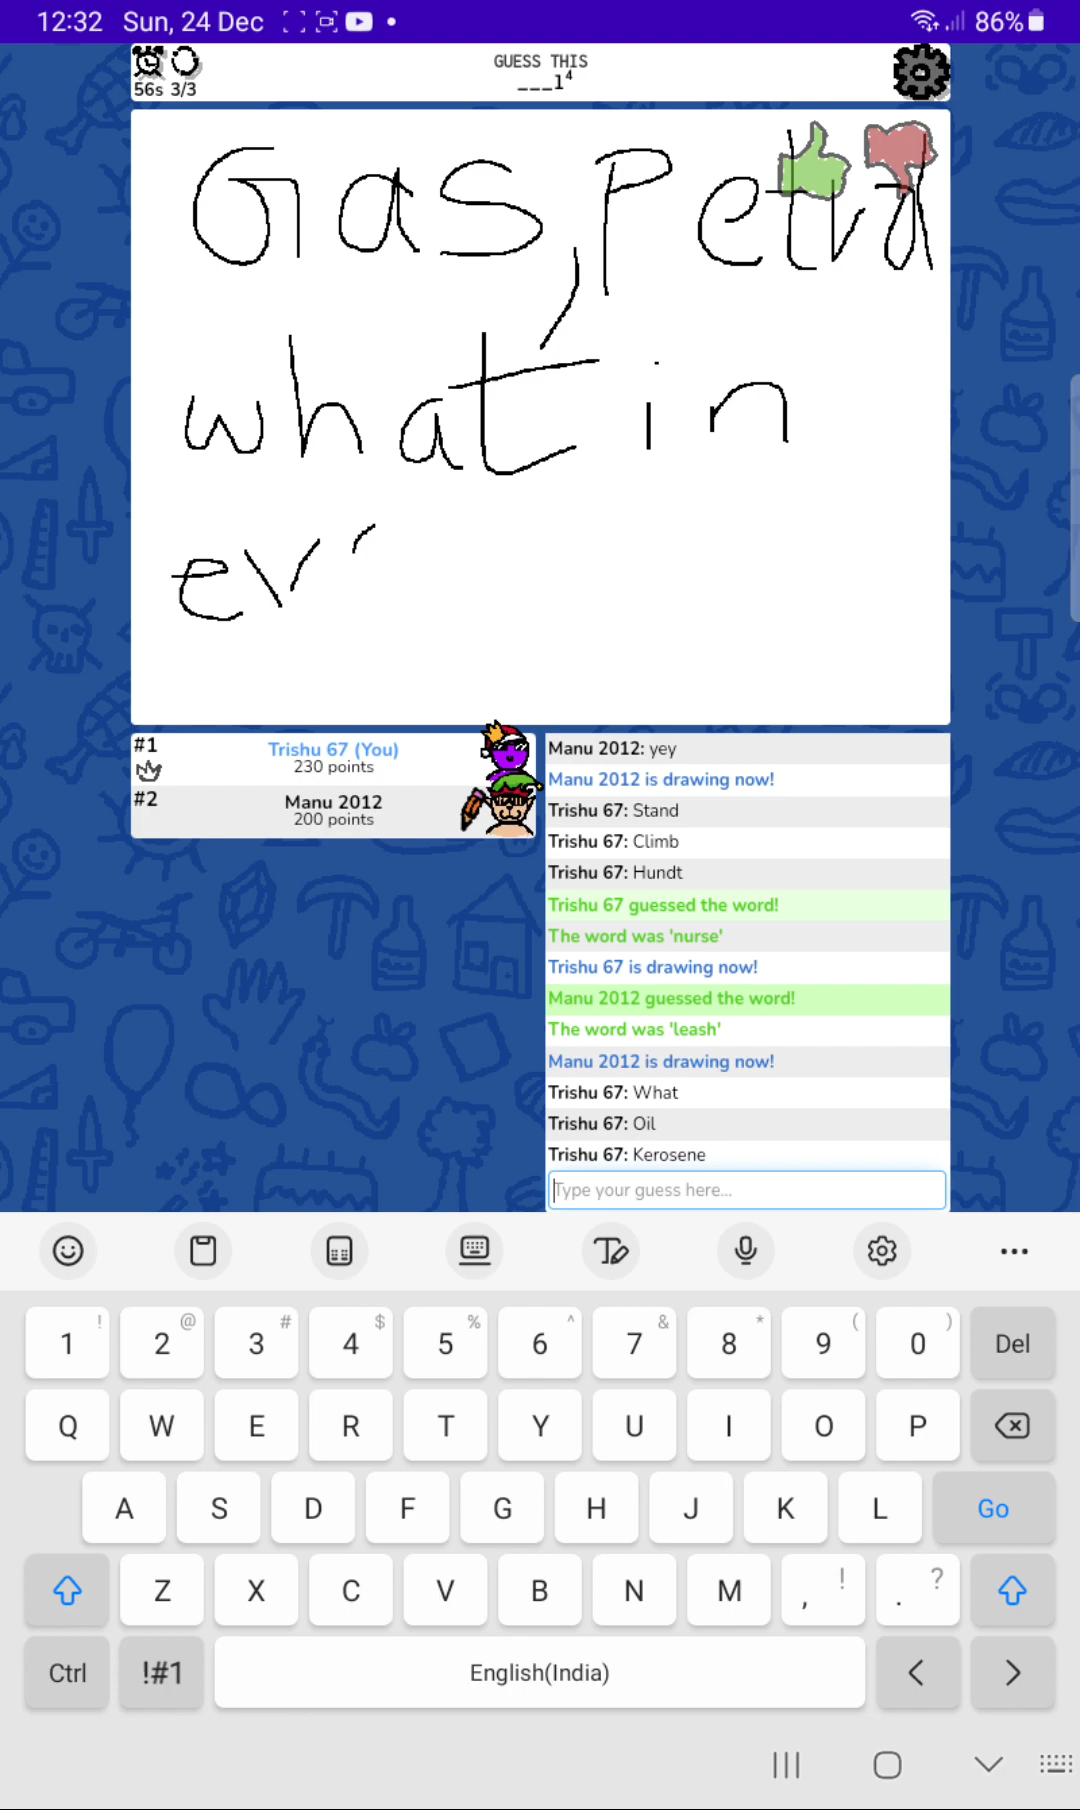 12:32 Sun, 24 Dec 86%
GUESS THIS
56s 3/3 ___l4
Gas,
what in
ev
#1 Trishu 67 (You)
230 points
#2 Manu 2012
200 points
Manu 2012: yey
Manu 2012 is drawing now!
Trishu 67: Stand
Trishu 67: Climb
Trishu 67: Hundt
Trishu 67 guessed the word!
The word was 'nurse'
Trishu 67 is drawing now!
Manu 2012 guessed the word!
The word was 'leash'
Manu 2012 is drawing now!
Trishu 67: What
Trishu 67: Oil
Trishu 67: Kerosene
Type your guess here...
! @ # $ % ^ & * ( )
1 2 3 4 5 6 7 8 9 0 Del
Q W E R T Y U I O P
A S D F G H J K L Go
Z X C V B N M , ! . ?
Ctrl !#1 English(India) < >